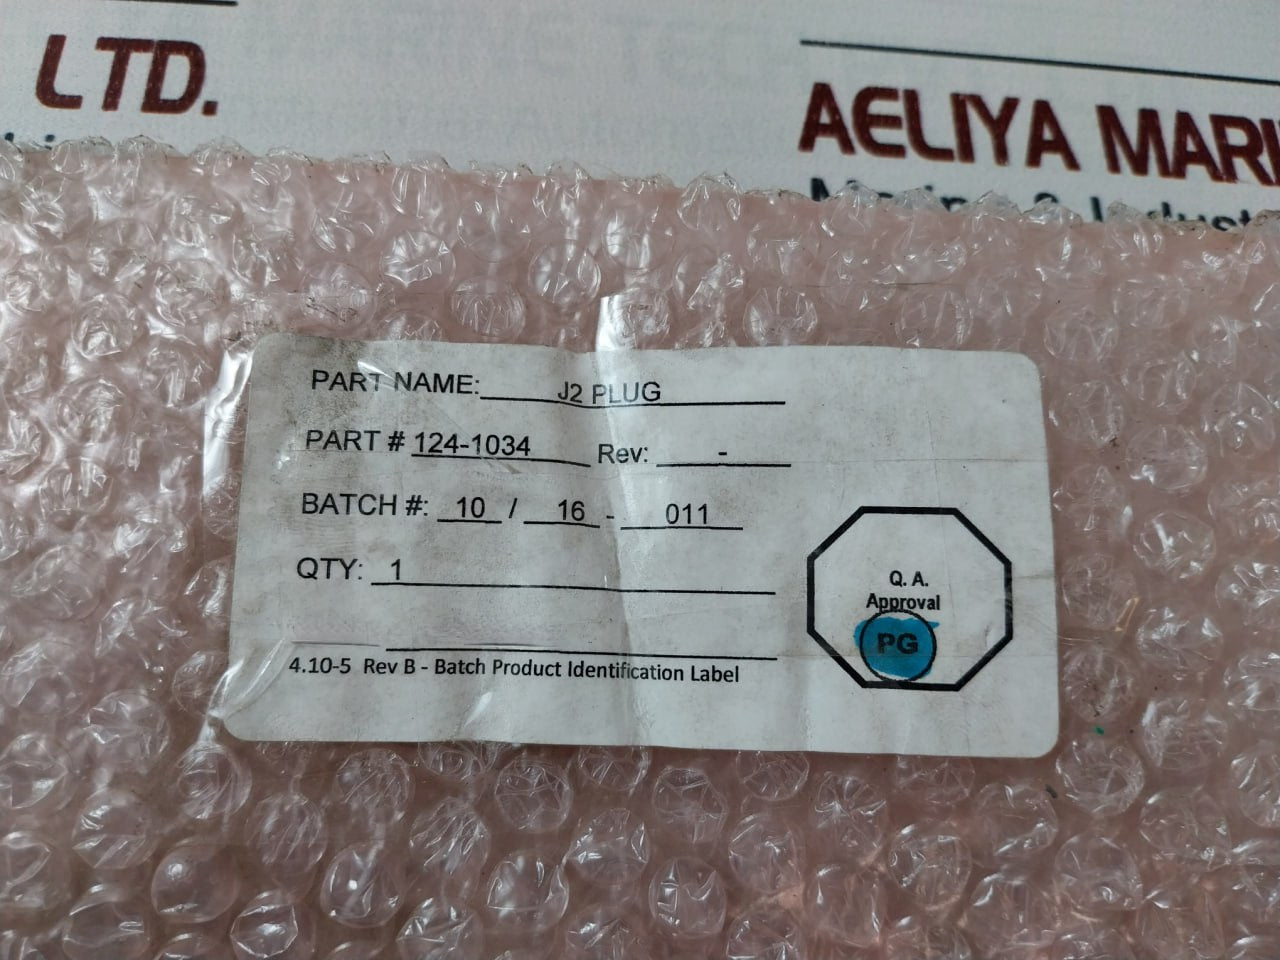 LTD.
AELIYA MARI
PART NAME: J2 PLUG
PART # 124-1034 Rev: -
BATCH #: 10 / 16 - 011
QTY: 1
4.10-5 Rev B - Batch Product Identification Label
Q. A.
Approval
PG